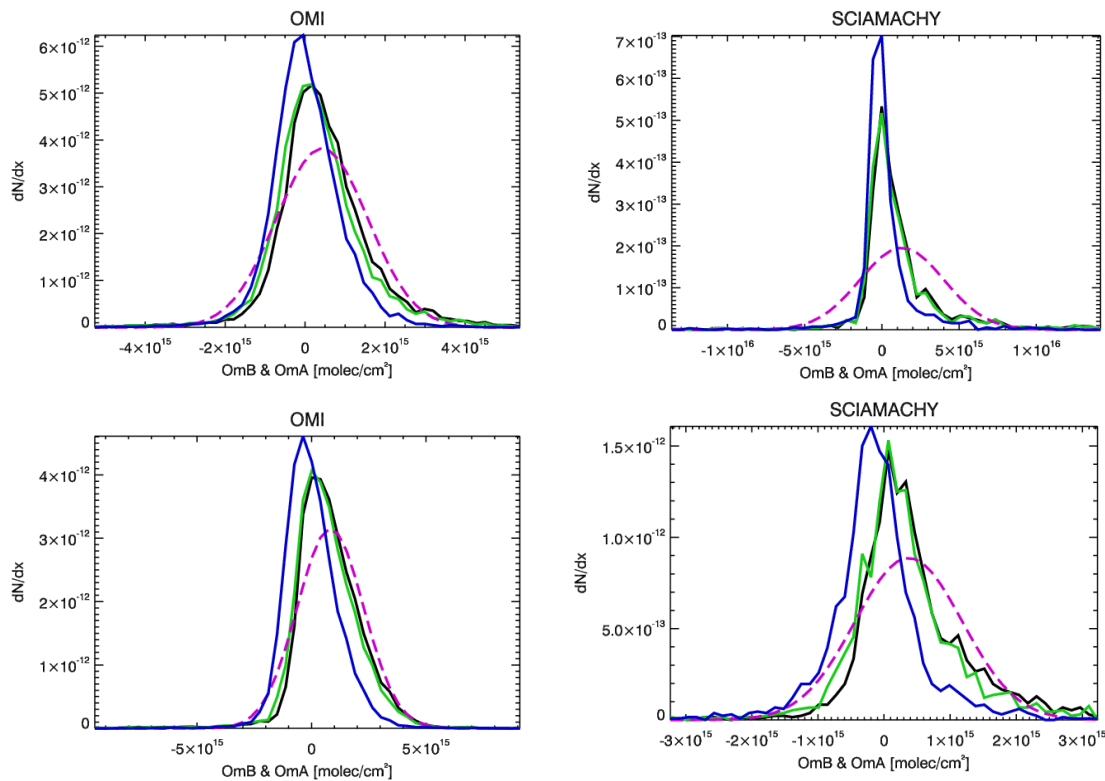 OMI
6×10⁻¹²
5×10⁻¹²
4×10⁻¹²
3×10⁻¹²
2×10⁻¹²
1×10⁻¹²
0
dN/dx
-4×10¹⁵ -2×10¹⁵ 0 2×10¹⁵ 4×10¹⁵
OmB & OmA [molec/cm²]
SCIAMACHY
7×10⁻¹³
6×10⁻¹³
5×10⁻¹³
4×10⁻¹³
3×10⁻¹³
2×10⁻¹³
1×10⁻¹³
0
dN/dx
-1×10¹⁶ -5×10¹⁵ 0 5×10¹⁵ 1×10¹⁶
OmB & OmA [molec/cm²]
OMI
4×10⁻¹²
3×10⁻¹²
2×10⁻¹²
1×10⁻¹²
0
dN/dx
-5×10¹⁵ 0 5×10¹⁵
OmB & OmA [molec/cm²]
SCIAMACHY
1.5×10⁻¹²
1.0×10⁻¹²
5.0×10⁻¹³
0
dN/dx
-3×10¹⁵ -2×10¹⁵ -1×10¹⁵ 0 1×10¹⁵ 2×10¹⁵ 3×10¹⁵
OmB & OmA [molec/cm²]